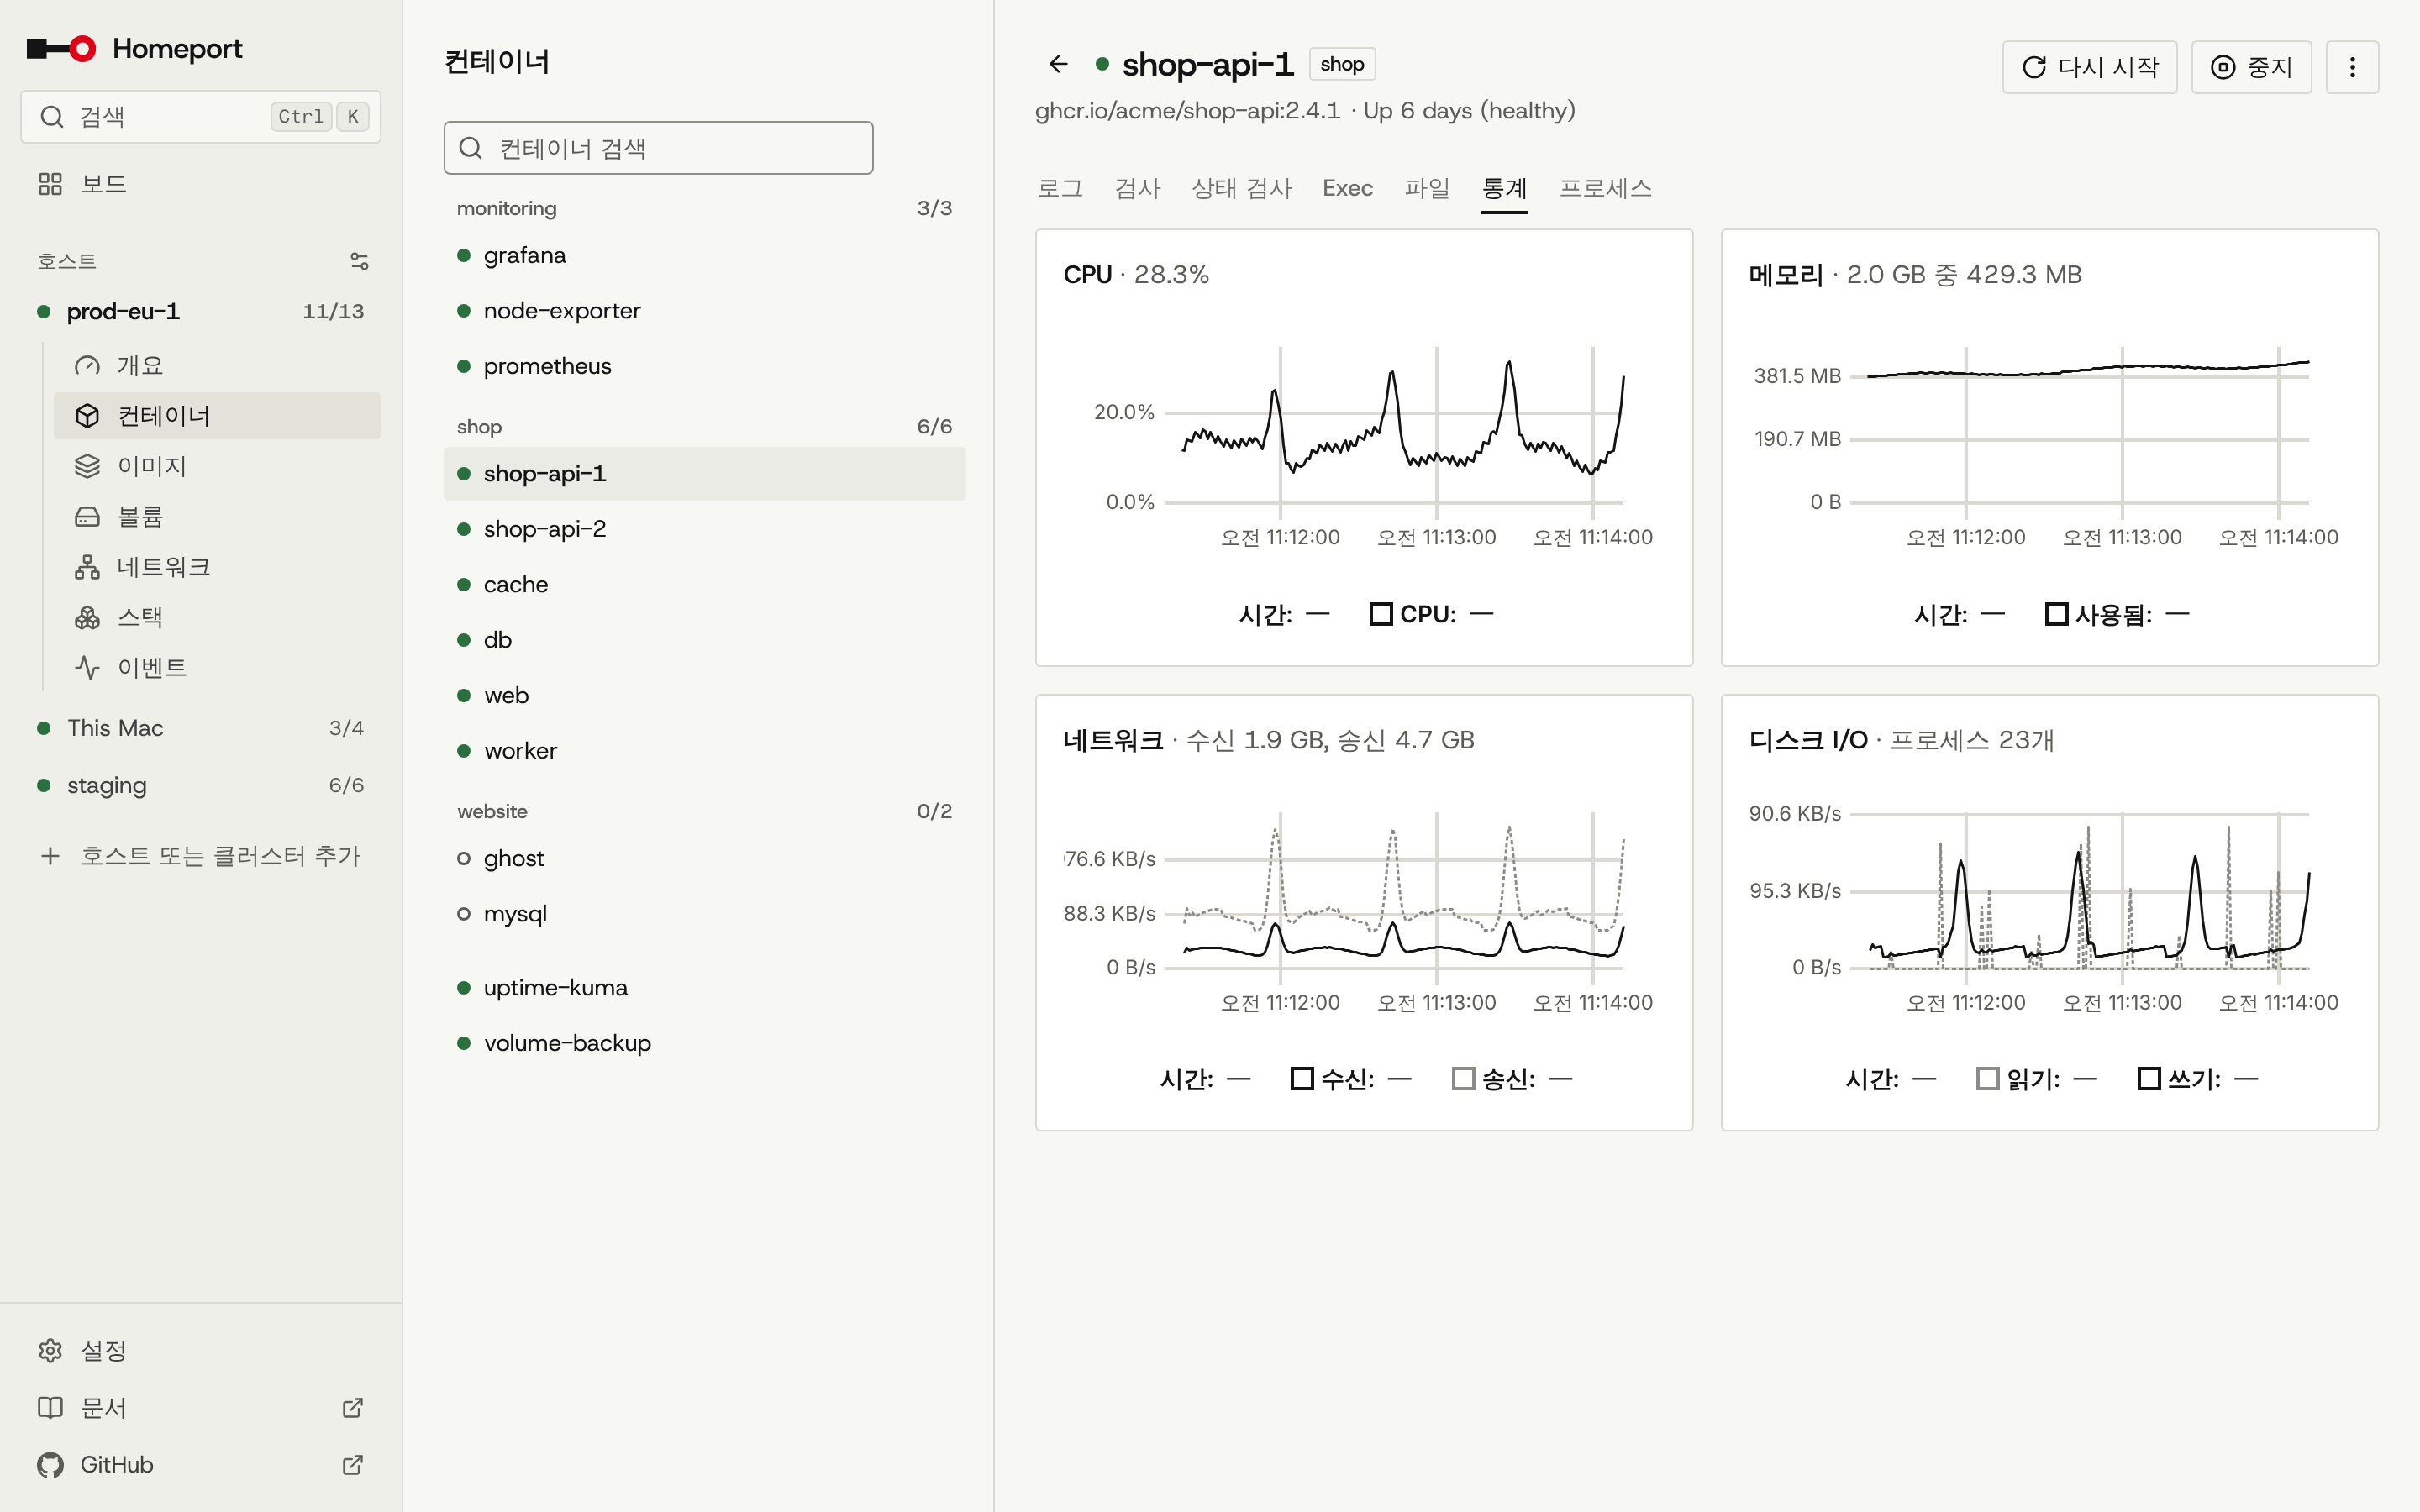 Homeport
검색 Ctrl K
보드
호스트
prod-eu-1 11/13
개요
컨테이너
이미지
볼륨
네트워크
스택
이벤트
This Mac 3/4
staging 6/6
호스트 또는 클러스터 추가
설정
문서
GitHub
컨테이너
컨테이너 검색
monitoring 3/3
grafana
node-exporter
prometheus
shop 6/6
shop-api-1
shop-api-2
cache
db
web
worker
website 0/2
ghost
mysql
uptime-kuma
volume-backup
shop-api-1 shop
다시 시작 중지
ghcr.io/acme/shop-api:2.4.1 · Up 6 days (healthy)
로그 검사 상태 검사 Exec 파일 통계 프로세스
CPU · 28.3%
20.0%
0.0%
오전 11:12:00 오전 11:13:00 오전 11:14:00
시간: — CPU: —
메모리 · 2.0 GB 중 429.3 MB
381.5 MB
190.7 MB
0 B
오전 11:12:00 오전 11:13:00 오전 11:14:00
시간: — 사용됨: —
네트워크 · 수신 1.9 GB, 송신 4.7 GB
76.6 KB/s
88.3 KB/s
0 B/s
오전 11:12:00 오전 11:13:00 오전 11:14:00
시간: — 수신: — 송신: —
디스크 I/O · 프로세스 23개
90.6 KB/s
95.3 KB/s
0 B/s
오전 11:12:00 오전 11:13:00 오전 11:14:00
시간: — 읽기: — 쓰기: —